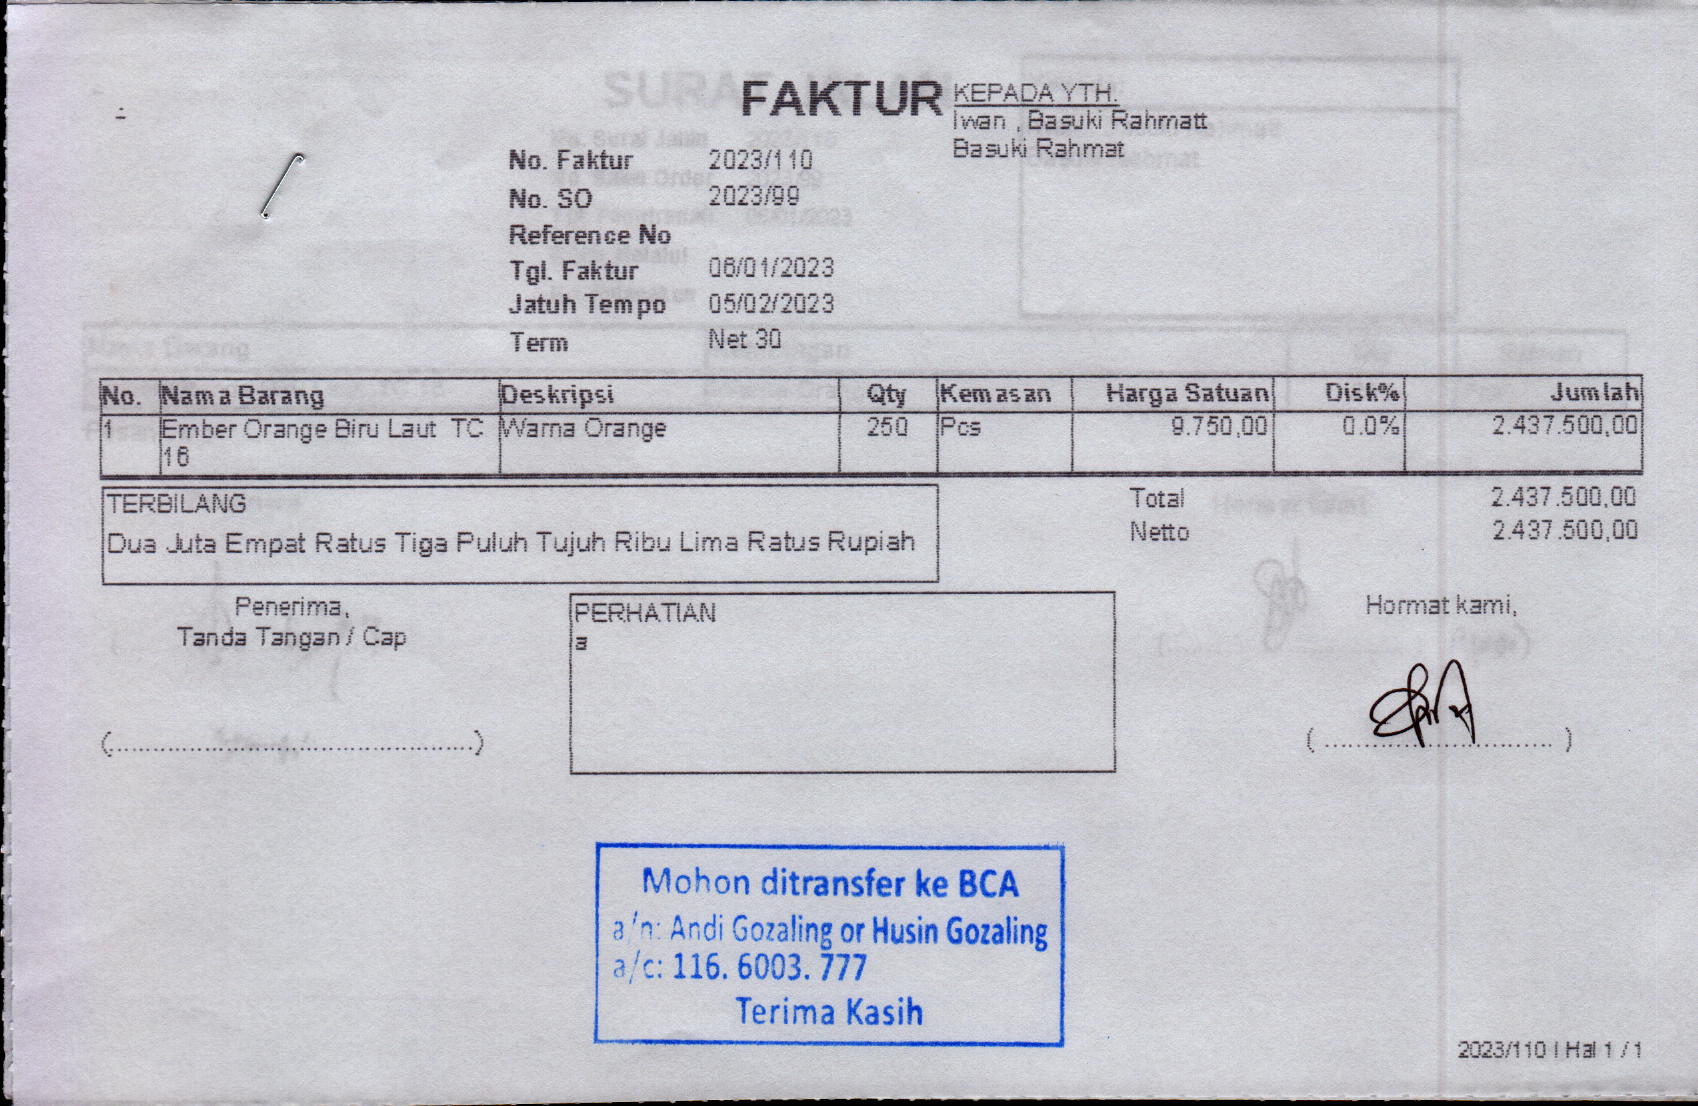 FAKTUR
KEPADA YTH.
Iwan , Basuki Rahmatt
Basuki Rahmat
No. Faktur 2023/110
No. SO 2023/99
Reference No
Tgl. Faktur 06/01/2023
Jatuh Tempo 05/02/2023
Term Net 30
No. Nama Barang Deskripsi Qty Kemasan Harga Satuan Disk% Jumlah
1 Ember Orange Biru Laut TC Warna Orange 250 Pcs 9.750,00 0.0% 2.437.500,00
16
TERBILANG
Dua Juta Empat Ratus Tiga Puluh Tujuh Ribu Lima Ratus Rupiah
Total 2.437.500,00
Netto 2.437.500,00
Penerima,
Tanda Tangan / Cap
(..................................................)
PERHATIAN
a
Hormat kami,
( ............................... )
Mohon ditransfer ke BCA
a/n: Andi Gozaling or Husin Gozaling
a/c: 116. 6003. 777
Terima Kasih
2023/110 | Hal 1 / 1